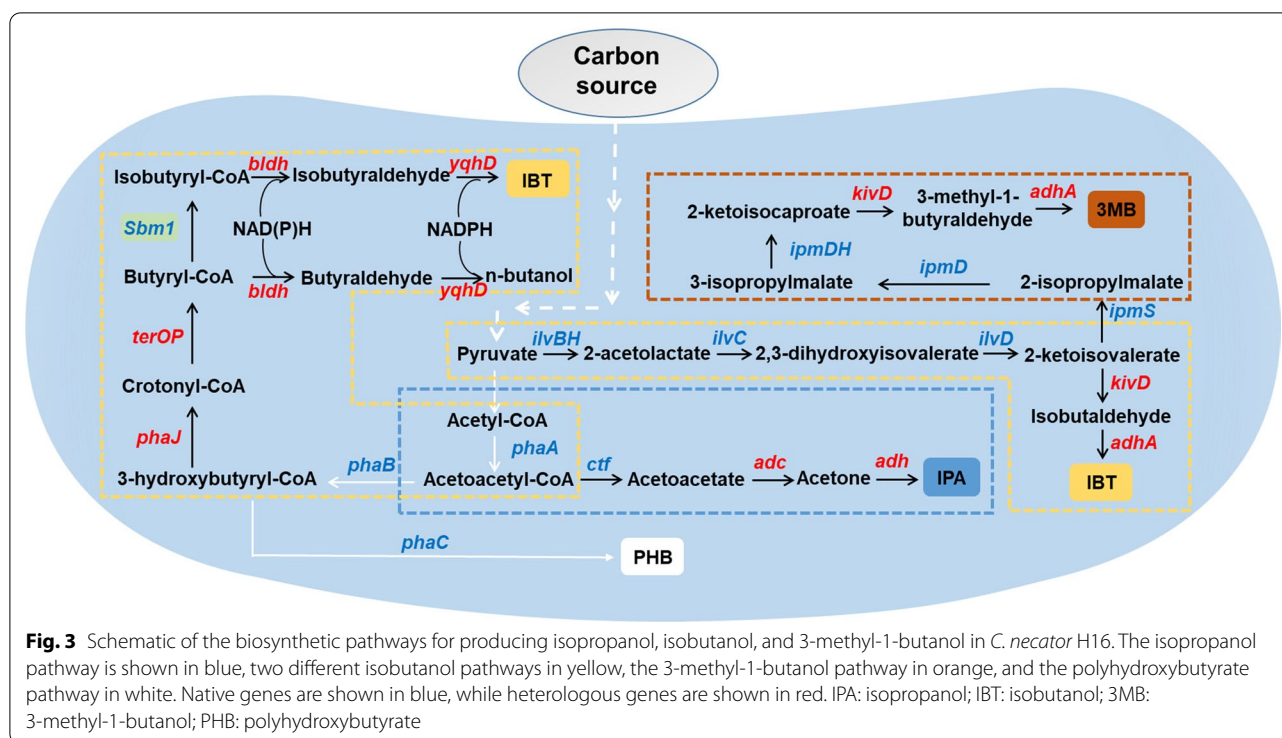 Carbon
source
bldh
yqhD
Isobutyryl-CoA
Isobutyraldehyde
IBT
Sbm1
NAD(P)H
NADPH
Butyryl-CoA
Butyraldehyde
n-butanol
bldh
yqhD
terOP
Crotonyl-CoA
phaJ
3-hydroxybutyryl-CoA
phaB
phaC
PHB
kivD
3-methyl-1-
butyraldehyde
adhA
2-ketoisocaproate
3MB
ipmDH
ipmD
3-isopropylmalate
2-isopropylmalate
ipmS
Pyruvate
ilvBH
2-acetolactate
ilvC
2,3-dihydroxyisovalerate
ilvD
2-ketoisovalerate
kivD
Isobutaldehyde
adhA
IBT
Acetyl-CoA
phaA
Acetoacetyl-CoA
ctf
Acetoacetate
adc
Acetone
adh
IPA
Fig. 3 Schematic of the biosynthetic pathways for producing isopropanol, isobutanol, and 3-methyl-1-butanol in C. necator H16. The isopropanol
pathway is shown in blue, two different isobutanol pathways in yellow, the 3-methyl-1-butanol pathway in orange, and the polyhydroxybutyrate
pathway in white. Native genes are shown in blue, while heterologous genes are shown in red. IPA: isopropanol; IBT: isobutanol; 3MB:
3-methyl-1-butanol; PHB: polyhydroxybutyrate